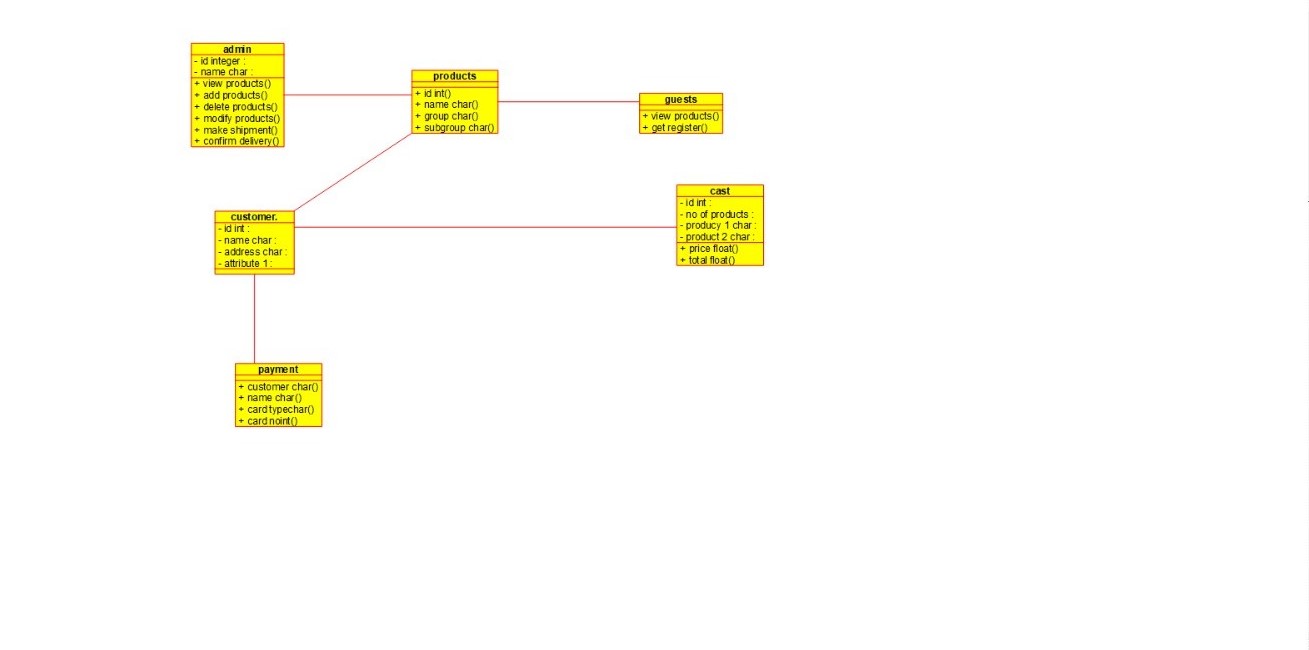 admin
- id integer :
- name char :
+ view products()
+ add products()
+ delete products()
+ modify products()
+ make shipment()
+ confirm delivery()
products
+ id int()
+ name char()
+ group char()
+ subgroup char()
guests
+ view products()
+ get register()
customer.
- id int :
- name char :
- address char :
- attribute 1 :
cast
- id int :
- no of products :
- producy 1 char :
- product 2 char :
+ price float()
+ total float()
payment
+ customer char()
+ name char()
+ card typechar()
+ card noint()